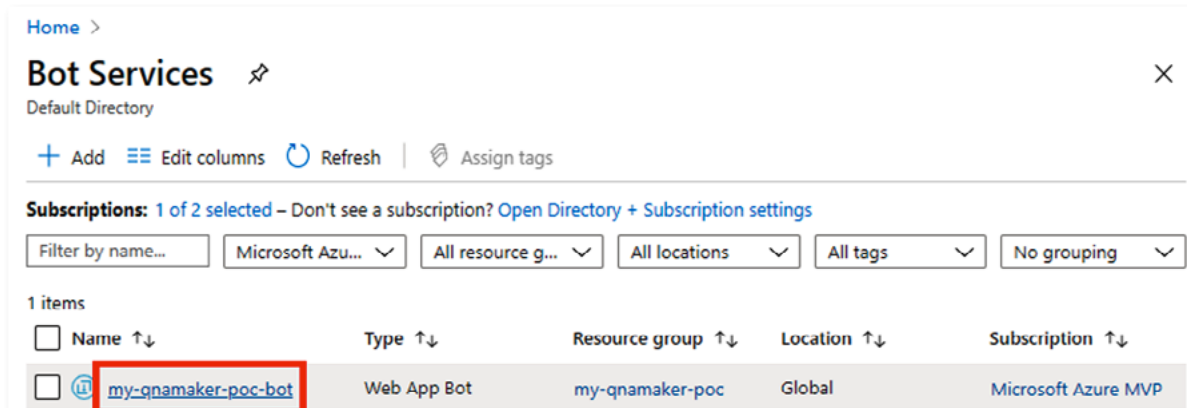 Home >
Bot Services
Default Directory
Add Edit columns Refresh Assign tags
Subscriptions: 1 of 2 selected – Don't see a subscription? Open Directory + Subscription settings
Filter by name... Microsoft Azu... All resource g... All locations All tags No grouping
1 items
Name ↑↓ Type ↑↓ Resource group ↑↓ Location ↑↓ Subscription ↑↓
my-qnamaker-poc-bot Web App Bot my-qnamaker-poc Global Microsoft Azure MVP